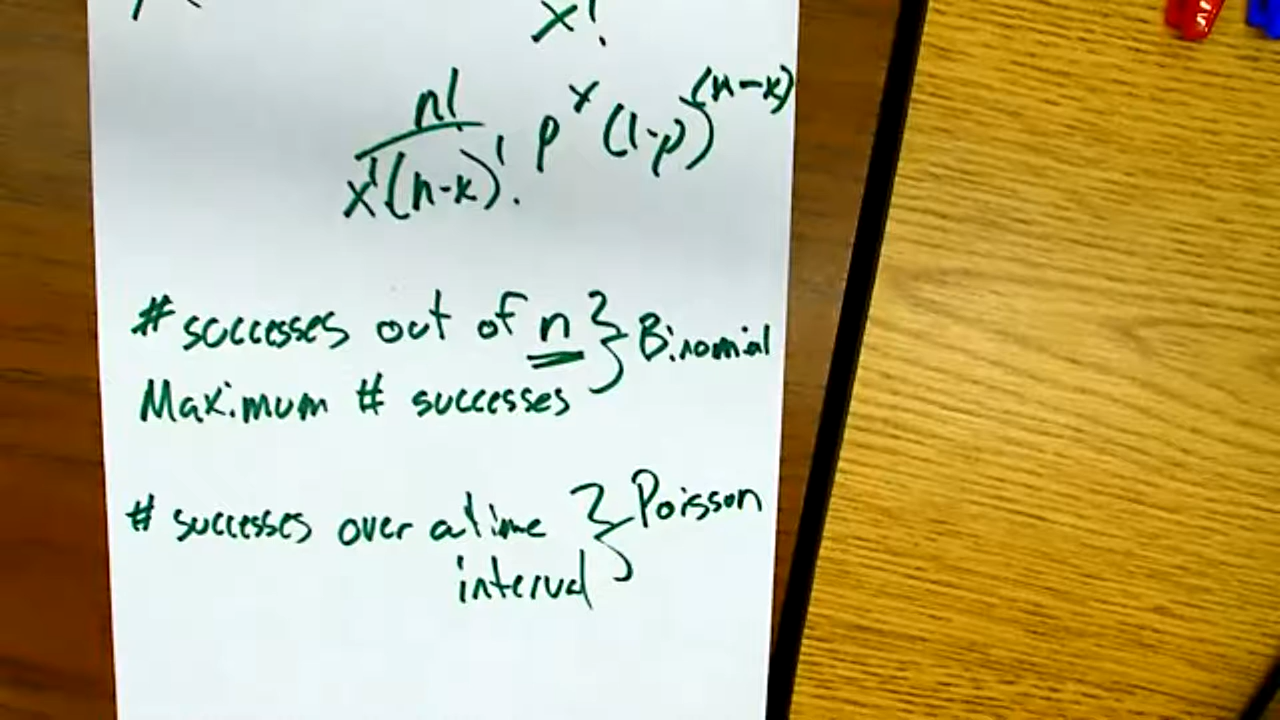 x!
n!
x!(n-x)! p^x (1-p)^(n-x)
# successes out of n } Binomial
Maximum # successes
# successes over a time } Poisson
interval